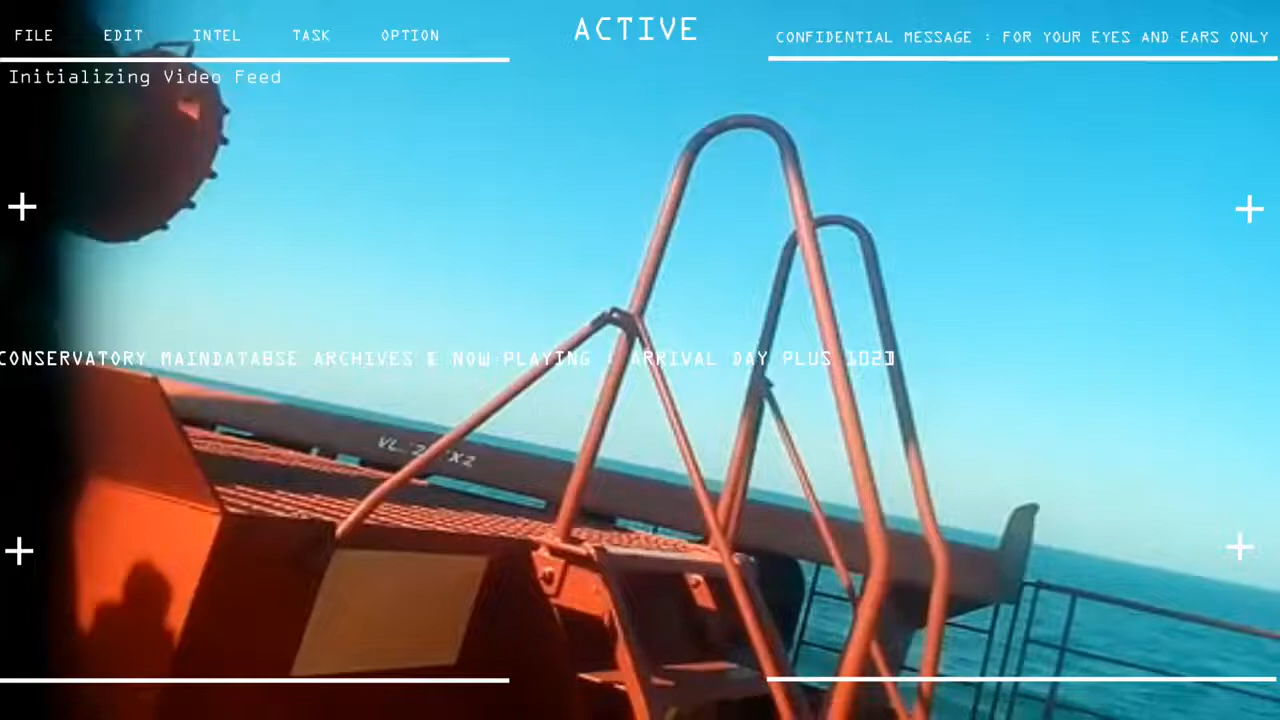 FILE EDIT INTEL TASK OPTION
ACTIVE
CONFIDENTIAL MESSAGE : FOR YOUR EYES AND EARS ONLY
Initializing Video Feed
CONSERVATORY MAINDATABSE ARCHIVES NOW PLAYING : ARRIVAL DAY PLUS 1023